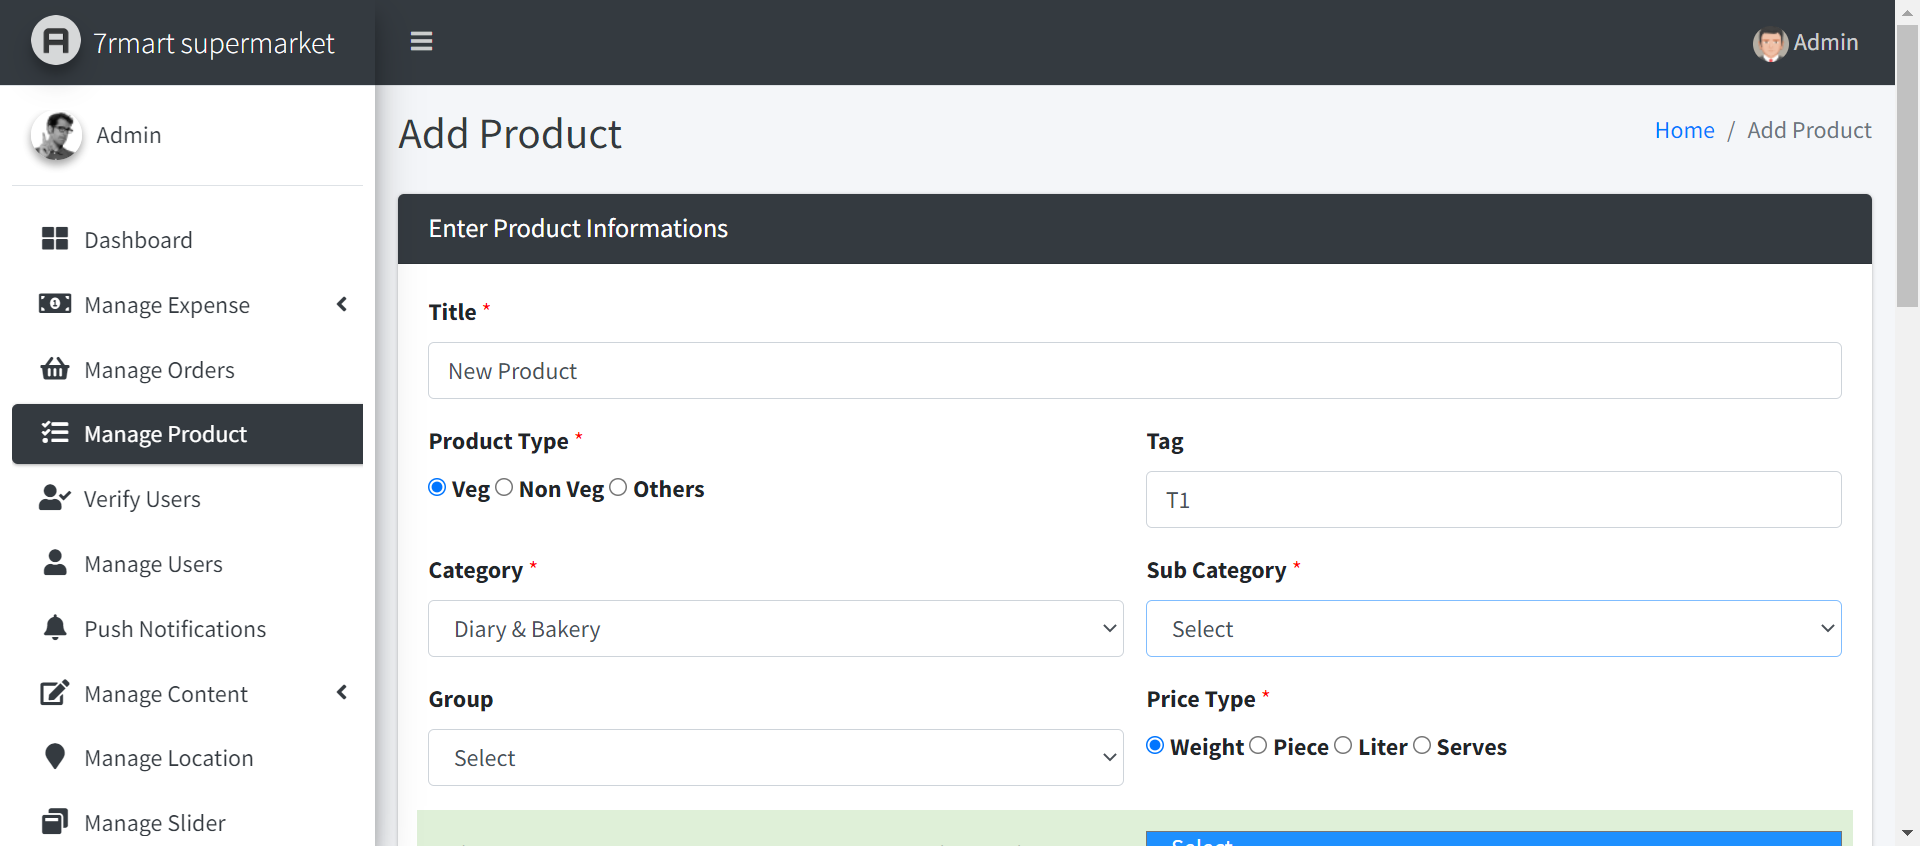 7rmart supermarket
Admin
Admin
Add Product
Home / Add Product
Dashboard
Manage Expense
Manage Orders
Manage Product
Verify Users
Manage Users
Push Notifications
Manage Content
Manage Location
Manage Slider
Enter Product Informations
Title *
New Product
Product Type *
Veg Non Veg Others
Tag
T1
Category *
Diary & Bakery
Sub Category *
Select
Group
Select
Price Type *
Weight Piece Liter Serves
Select